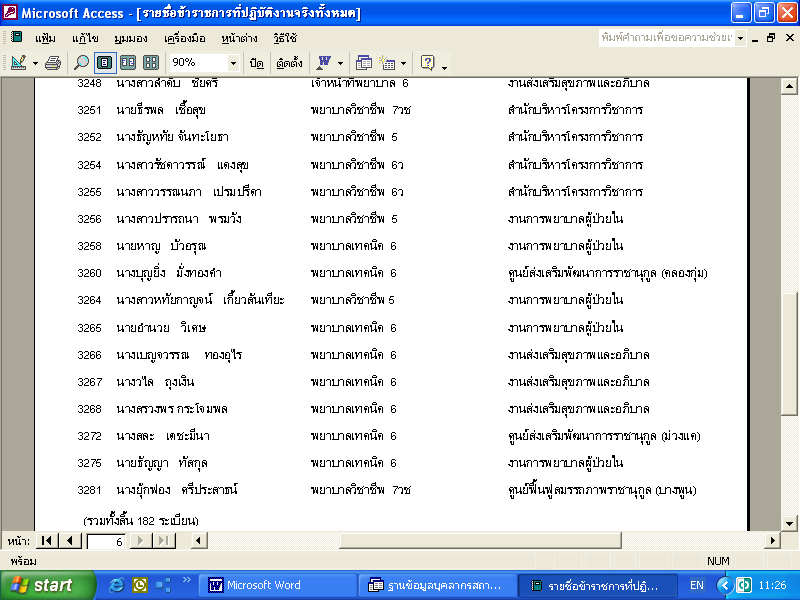 Microsoft Access - [รายชื่อข้าราชการที่ปฏิบัติงานจริงทั้งหมด]
แฟ้ม แก้ไข มุมมอง เครื่องมือ หน้าต่าง วิธีใช้ พิมพ์คำถามเพื่อขอความช่วยเ
90% ปิด ติดตั้ง
3248 นางสาวลำดับ ชัยศรี เจ้าหน้าที่พยาบาล 6 งานส่งเสริมสุขภาพและอภิบาล
3251 นายธีรพล เชื้อสุข พยาบาลวิชาชีพ 7วช สำนักบริหารโครงการวิชาการ
3252 นางธัญหทัย จันทะโยธา พยาบาลวิชาชีพ 5 สำนักบริหารโครงการวิชาการ
3254 นางสาวรัชดาวรรณ์ แดงสุข พยาบาลวิชาชีพ 6ว สำนักบริหารโครงการวิชาการ
3255 นางสาววรรณนภา เปรมปรีดา พยาบาลวิชาชีพ 6ว สำนักบริหารโครงการวิชาการ
3256 นางสาวปรารถนา พรมวัง พยาบาลวิชาชีพ 5 งานการพยาบาลผู้ป่วยใน
3258 นายหาญ บัวอรุณ พยาบาลเทคนิค 6 งานการพยาบาลผู้ป่วยใน
3260 นางบุญยิ่ง มั่งทองคำ พยาบาลเทคนิค 6 ศูนย์ส่งเสริมพัฒนาการราชานุกูล (คลองกุ่ม)
3264 นางสาวหทัยกาญจน์ เกี้ยวสันเทียะ พยาบาลวิชาชีพ 5 งานการพยาบาลผู้ป่วยใน
3265 นายอำนวย วิเศษ พยาบาลเทคนิค 6 งานการพยาบาลผู้ป่วยใน
3266 นางเบญจวรรณ ทองอุไร พยาบาลเทคนิค 6 งานส่งเสริมสุขภาพและอภิบาล
3267 นางวิไล ถุงเงิน พยาบาลเทคนิค 6 งานส่งเสริมสุขภาพและอภิบาล
3268 นางสรวงพร กระโจมพล พยาบาลเทคนิค 6 งานส่งเสริมสุขภาพและอภิบาล
3272 นางสละ เดชะมีนา พยาบาลเทคนิค 6 ศูนย์ส่งเสริมพัฒนาการราชานุกูล (ม่วงแค)
3275 นายธัญญา ทัสกุล พยาบาลเทคนิค 6 งานการพยาบาลผู้ป่วยใน
3281 นางยุ้กฟอง ศรีประสาธน์ พยาบาลวิชาชีพ 7วช ศูนย์ฟื้นฟูสมรรถภาพราชานุกูล (บางพูน)
(รวมทั้งสิ้น 182 ระเบียน)
หน้า: 6
พร้อม NUM
start Microsoft Word ฐานข้อมูลบุคลากรสถา... รายชื่อข้าราชการที่ปฏิ... EN 11:26